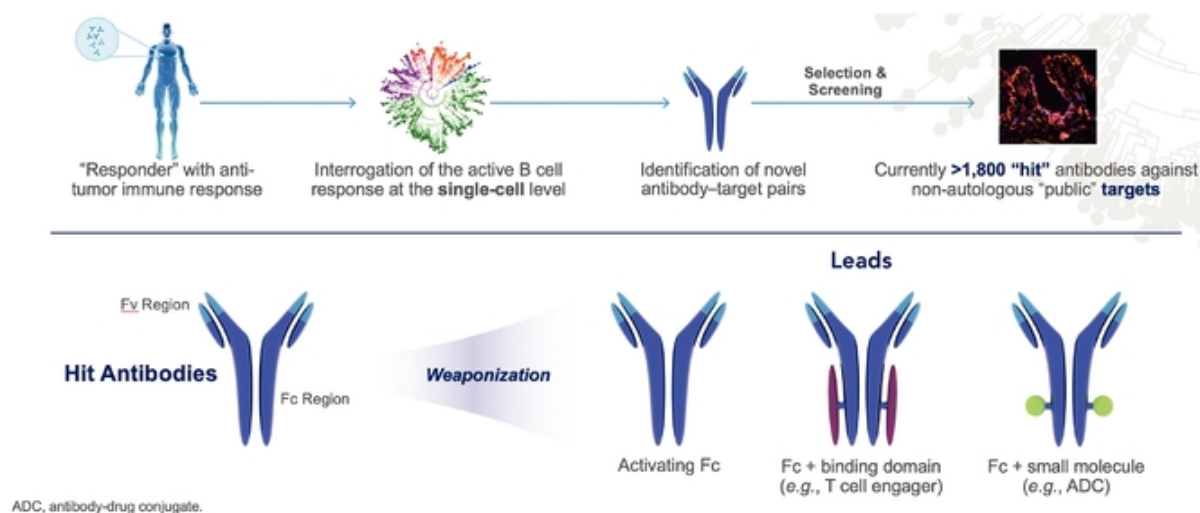 Selection &
Screening
"Responder" with anti-
tumor immune response
Interrogation of the active B cell
response at the single-cell level
Identification of novel
antibody–target pairs
Currently >1,800 "hit" antibodies against
non-autologous "public" targets
Leads
Fv Region
Hit Antibodies
Fc Region
Weaponization
Activating Fc
Fc + binding domain
(e.g., T cell engager)
Fc + small molecule
(e.g., ADC)
ADC, antibody-drug conjugate.